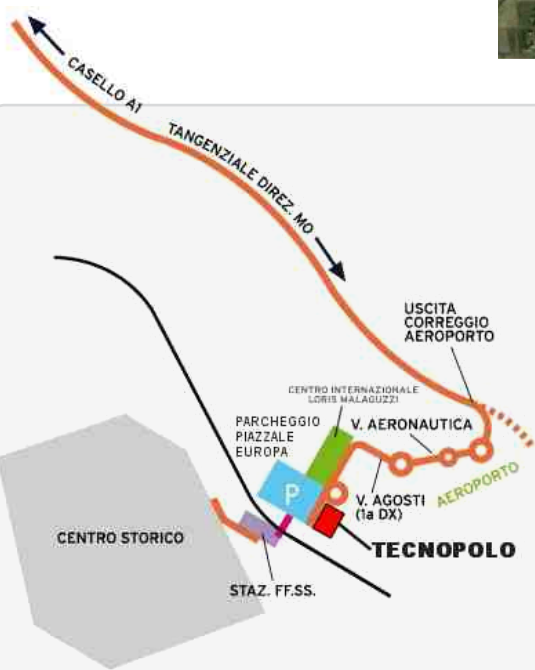 CASELLO A1
TANGENZIALE DIREZ. MO
USCITA
CORREGGIO
AEROPORTO
CENTRO INTERNAZIONALE
LORIS MALAGUZZI
PARCHEGGIO
PIAZZALE
EUROPA
V. AERONAUTICA
P
V. AGOSTI
(1a DX)
AEROPORTO
CENTRO STORICO
TECNOPOLO
STAZ. FF.SS.